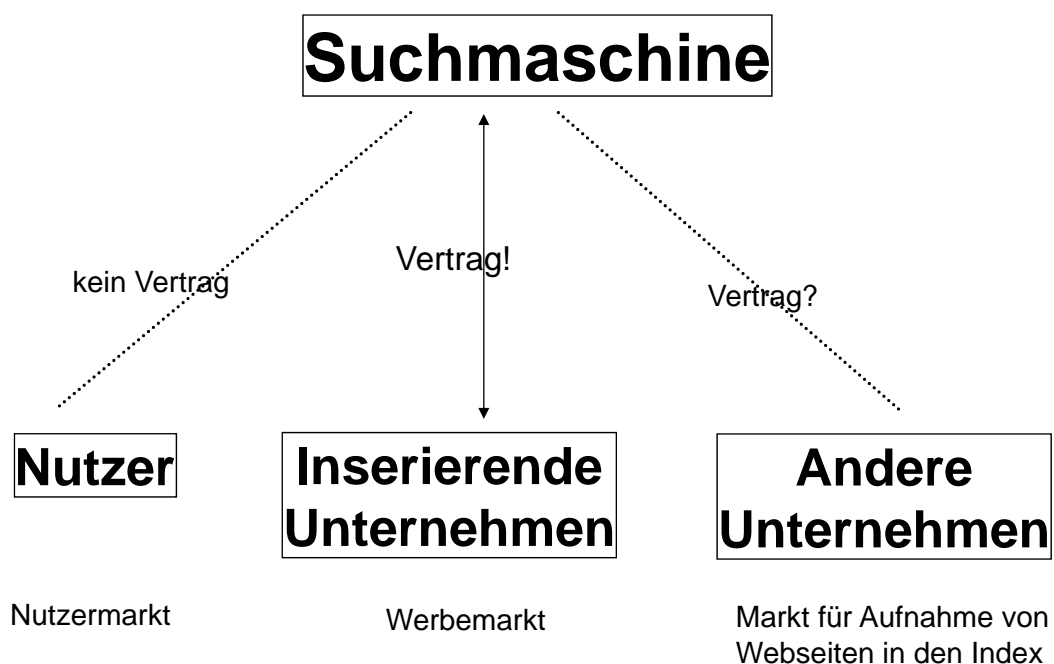 Suchmaschine
kein Vertrag
Vertrag!
Vertrag?
Nutzer
Inserierende
Unternehmen
Andere
Unternehmen
Nutzermarkt
Werbemarkt
Markt für Aufnahme von
Webseiten in den Index